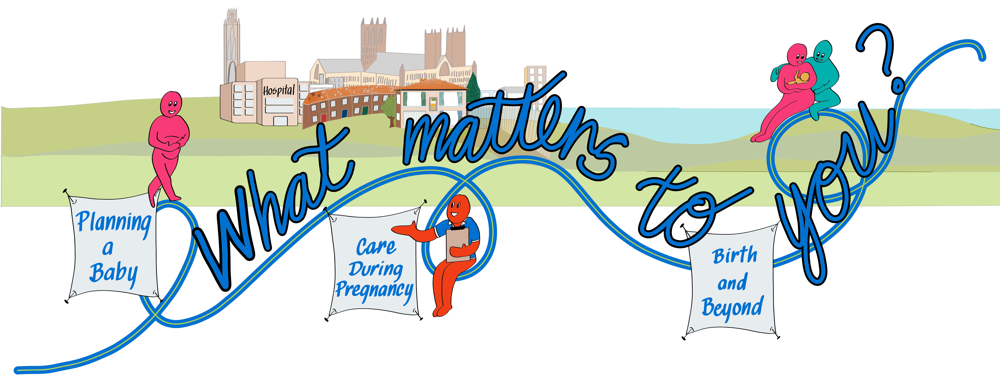 Hospital
What matters to you?
Planning
a
Baby
Care
During
Pregnancy
Birth
and
Beyond